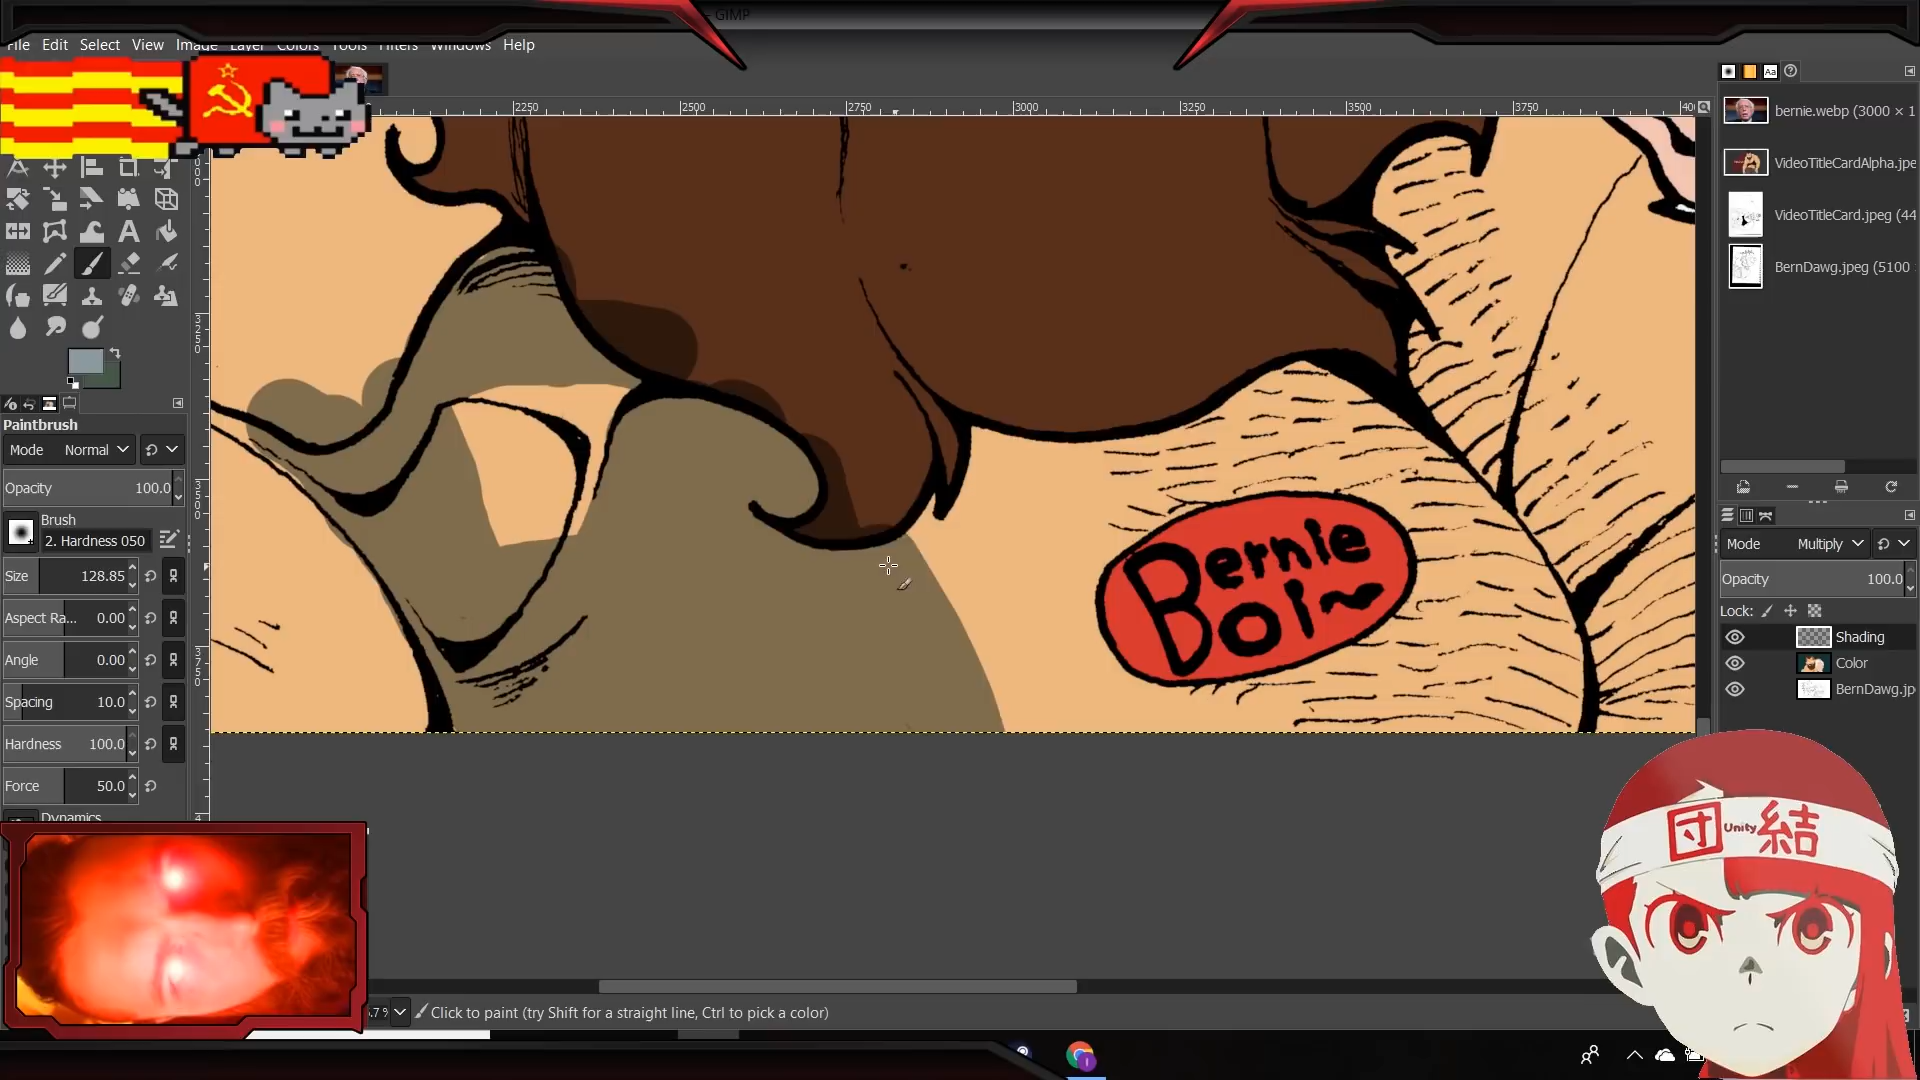 - GIMP
File Edit Select View Image Layer Colors Tools Filters Windows Help
2250 2500 2750 3000 3250 3500 3750
bernie.webp (3000 × 1
VideoTitleCardAlpha.jpe
VideoTitleCard.jpeg (44
BernDawg.jpeg (5100
Paintbrush
Mode Normal
Opacity 100.0
Brush
2. Hardness 050
Size 128.85
Aspect Ra... 0.00
Angle 0.00
Spacing 10.0
Hardness 100.0
Force 50.0
Dynamics
Mode Multiply
Opacity 100.0
Lock:
Shading
Color
BernDawg.jp
Bernie
Boi~
団 Unity 結
.7 % Click to paint (try Shift for a straight line, Ctrl to pick a color)